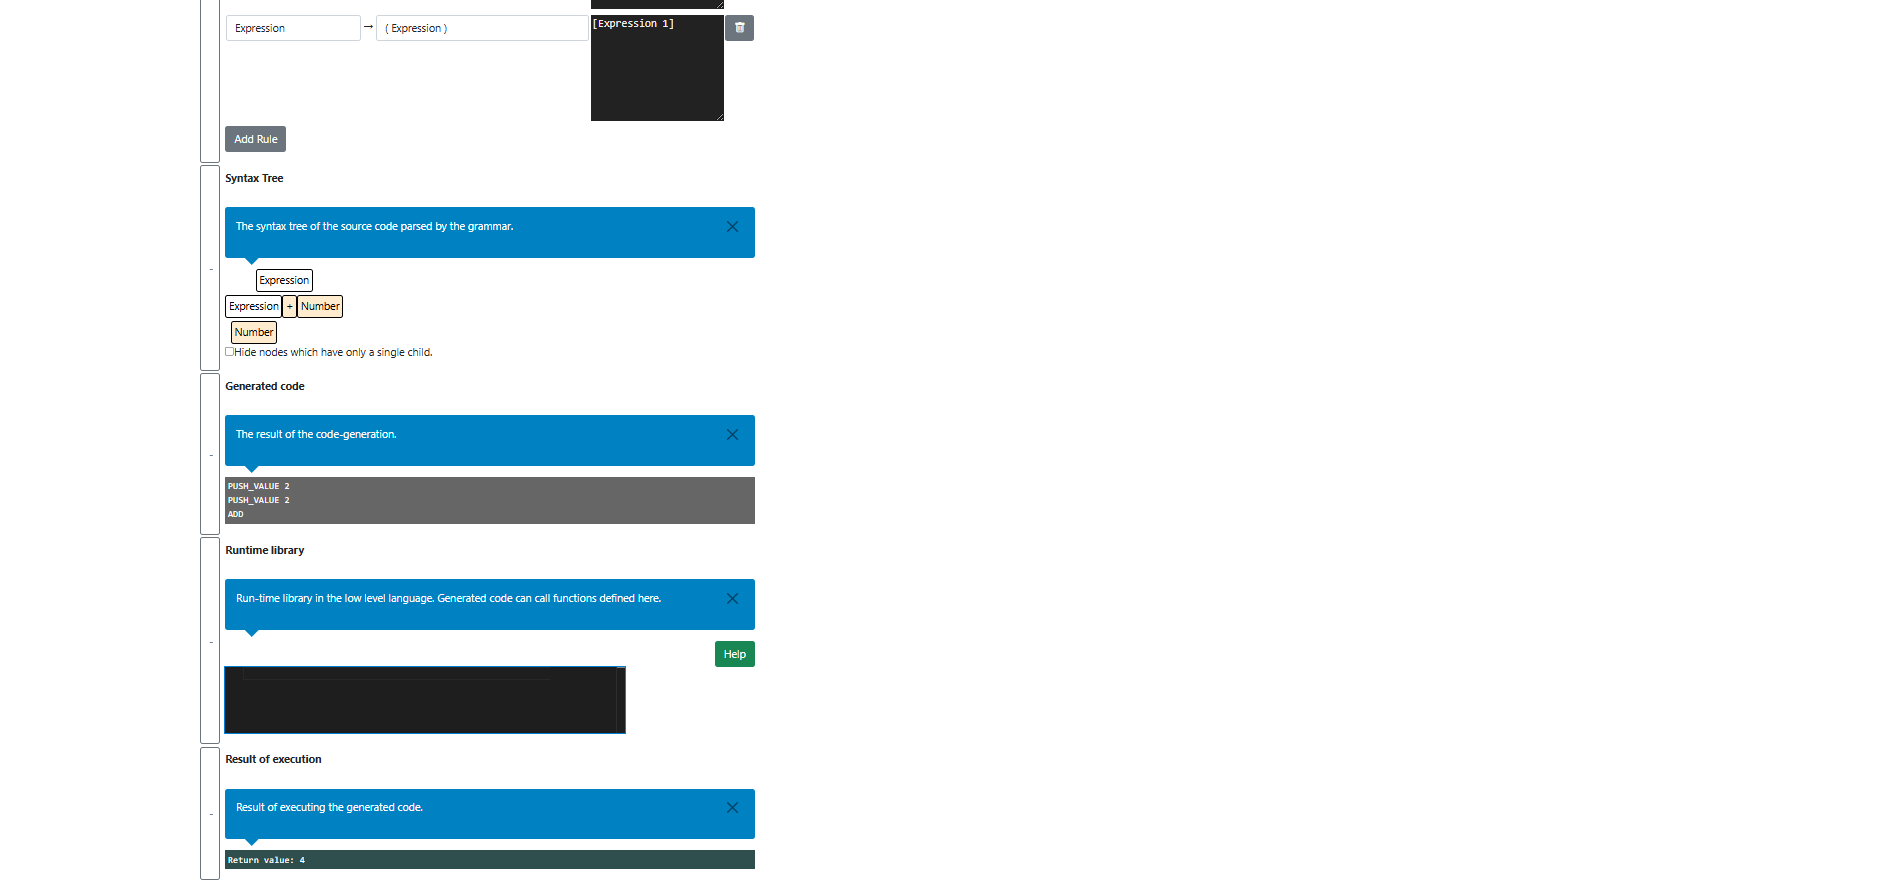 Expression → ( Expression ) [Expression 1]
Add Rule
Syntax Tree
The syntax tree of the source code parsed by the grammar.
-
Expression
Expression + Number
Number
Hide nodes which have only a single child.
Generated code
The result of the code-generation.
-
PUSH_VALUE 2
PUSH_VALUE 2
ADD
Runtime library
Run-time library in the low level language. Generated code can call functions defined here.
-
Help
Result of execution
Result of executing the generated code.
-
Return value: 4